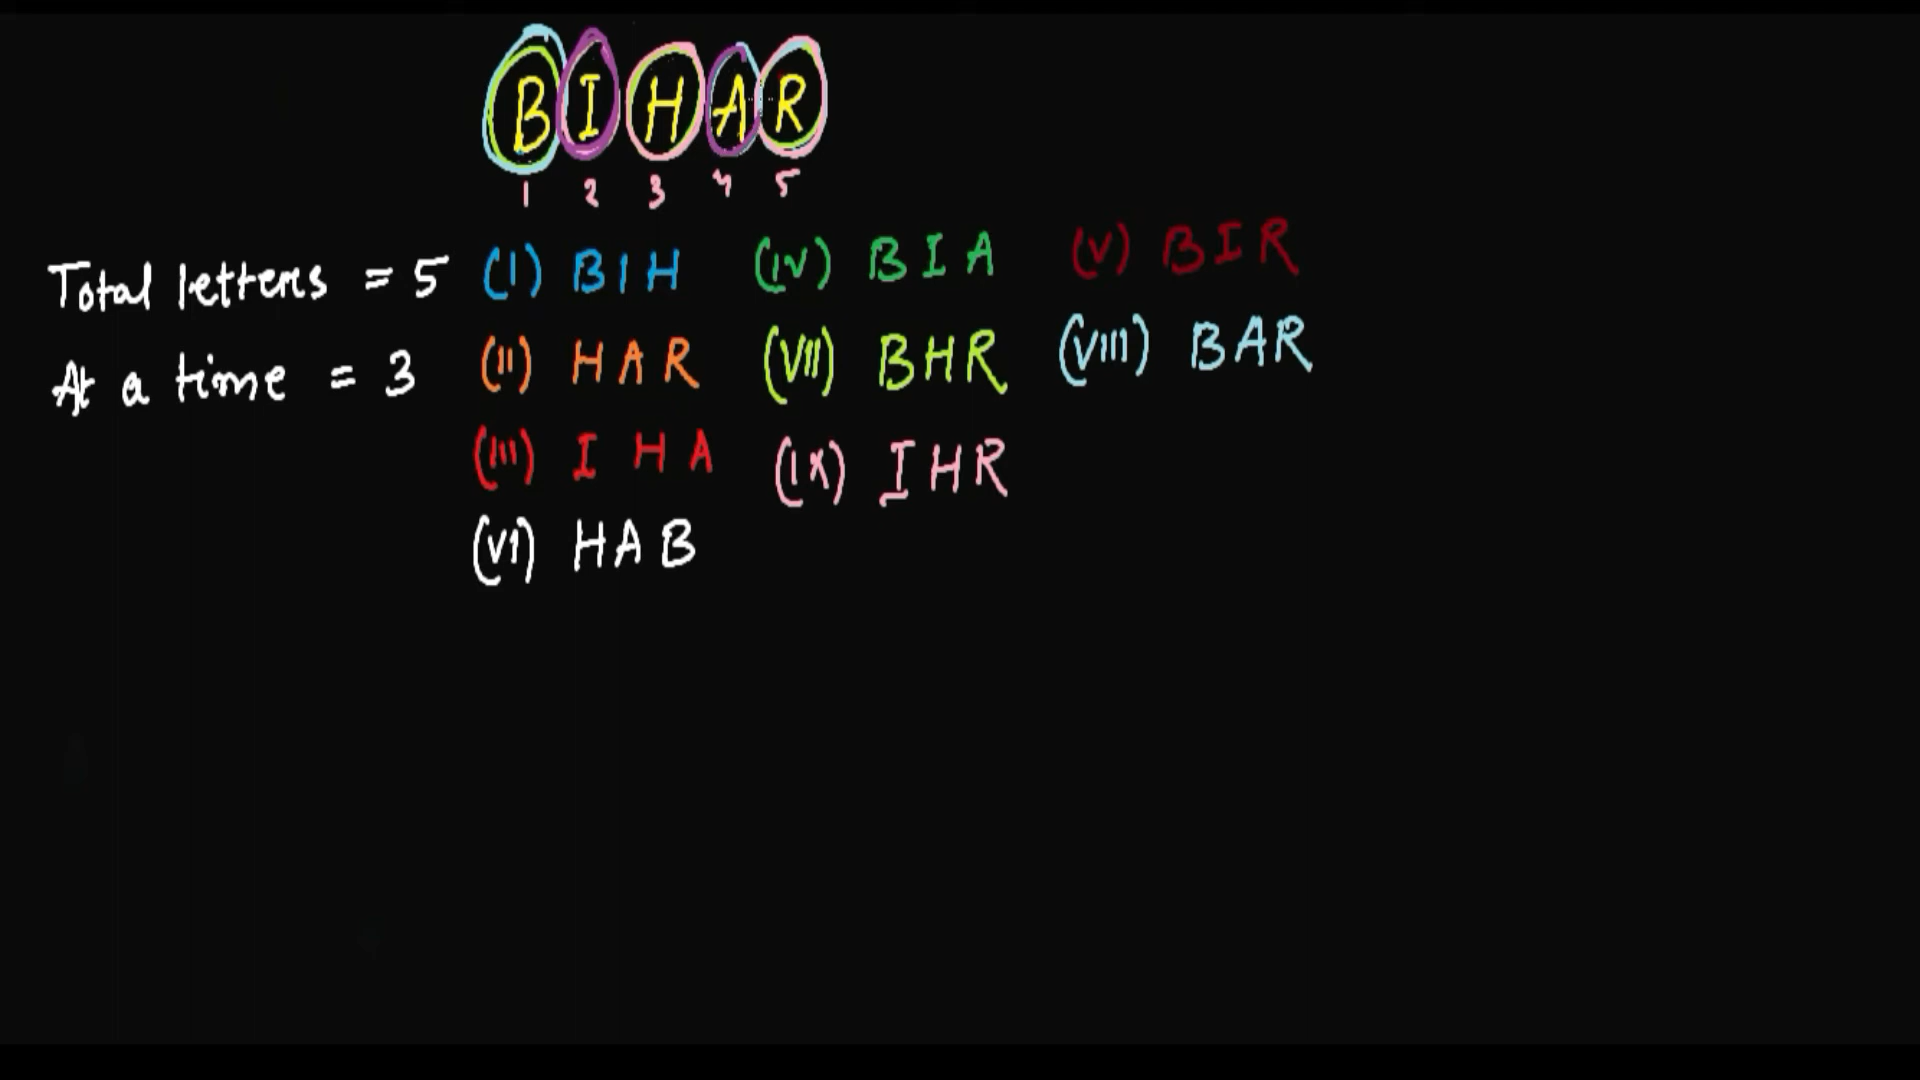 BIHAR
1 2 3 4 5
Total letters = 5 (I) BIH (IV) BIA (V) BIR
At a time = 3 (II) HAR (VII) BHR (VIII) BAR
(III) IHA (IX) IHR
(VI) HAB